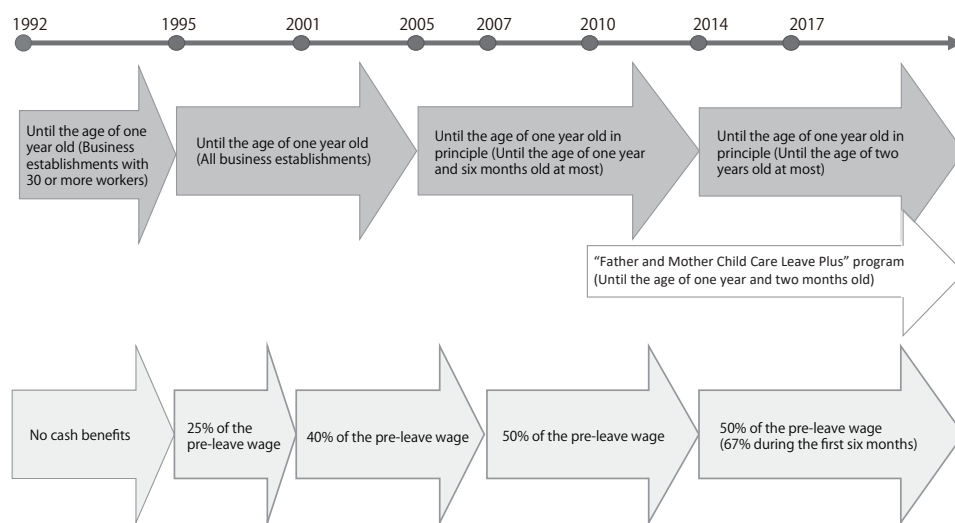 1992 1995 2001 2005 2007 2010 2014 2017
Until the age of one
year old (Business
establishments with
30 or more workers)
Until the age of one year old
(All business establishments)
Until the age of one year old in
principle (Until the age of one year
and six months old at most)
Until the age of one year old in
principle (Until the age of two
years old at most)
“Father and Mother Child Care Leave Plus” program
(Until the age of one year and two months old)
No cash benefits
25% of the
pre-leave wage
40% of the pre-leave wage
50% of the pre-leave wage
50% of the pre-leave wage
(67% during the first six months)